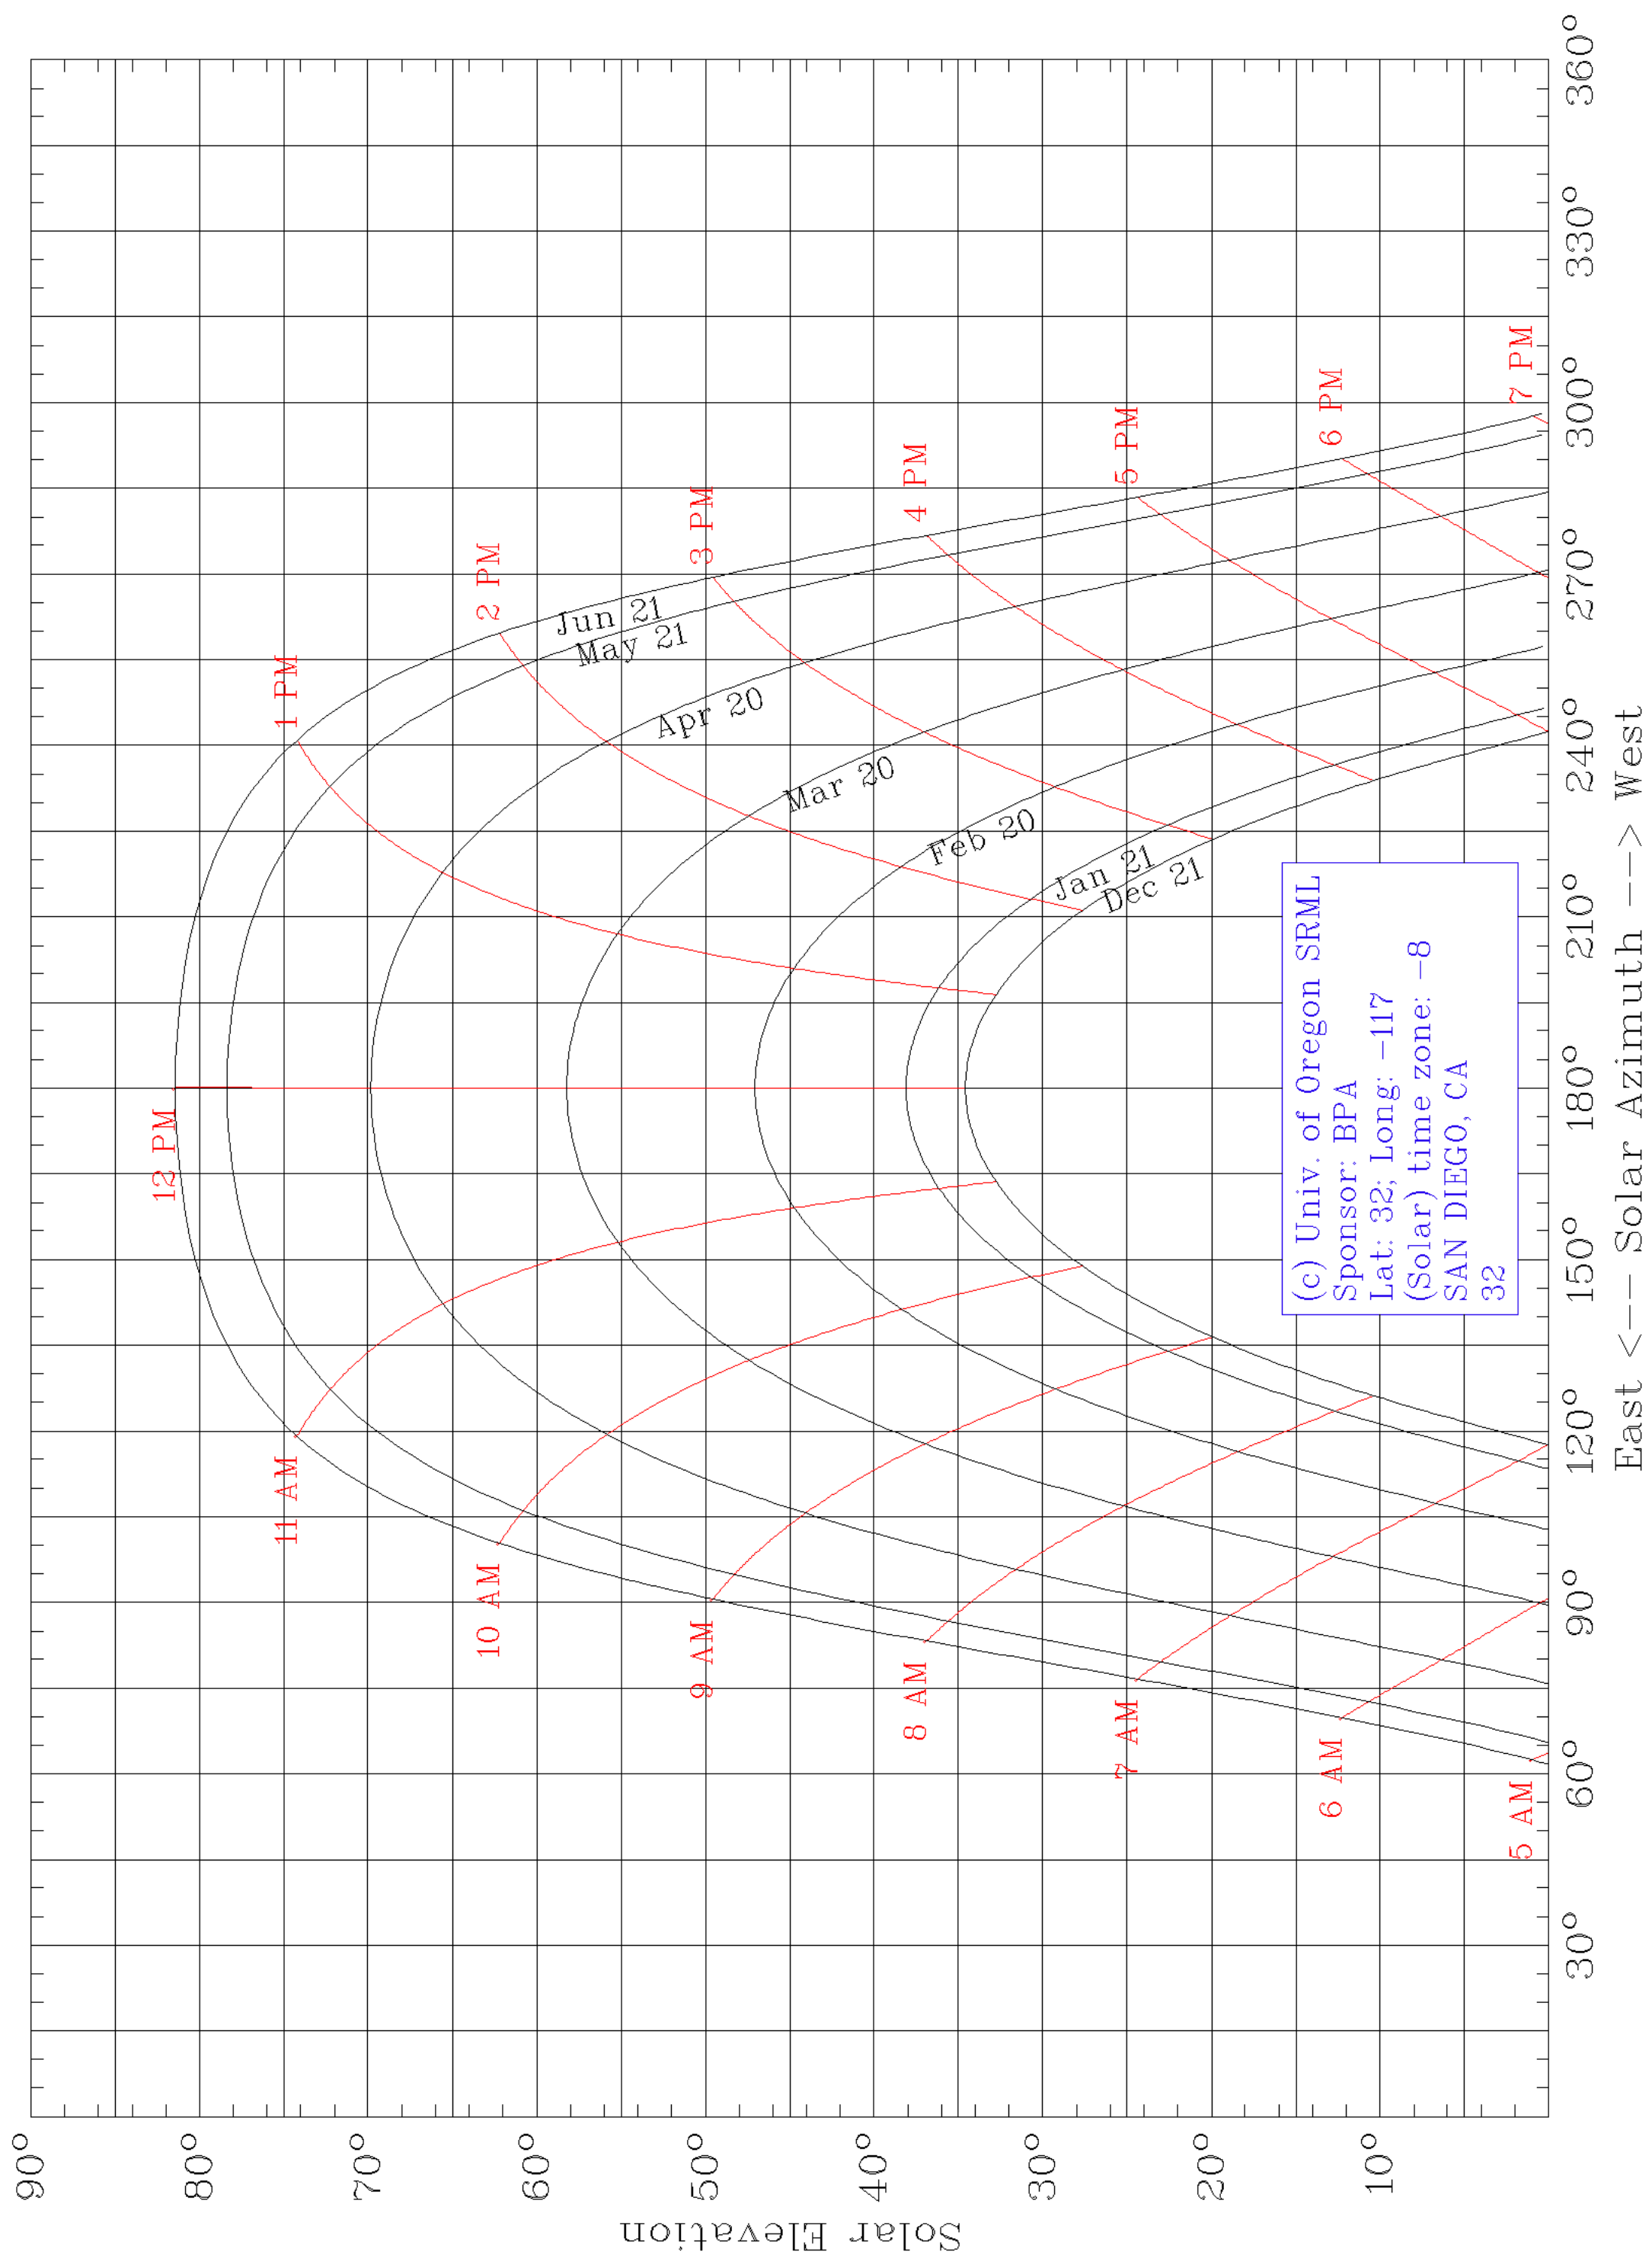 90°
80°
70°
60°
50°
40°
30°
20°
10°
Solar Elevation
30°
60°
90°
120°
150°
180°
210°
240°
270°
300°
330°
360°
East <-- Solar Azimuth --> West
5 AM
6 AM
7 AM
8 AM
9 AM
10 AM
11 AM
12 PM
1 PM
2 PM
3 PM
4 PM
5 PM
6 PM
7 PM
Jun 21
May 21
Apr 20
Mar 20
Feb 20
Jan 21
Dec 21
(c) Univ. of Oregon SRML
Sponsor: BPA
Lat: 32; Long: -117
(Solar) time zone: -8
SAN DIEGO, CA
32